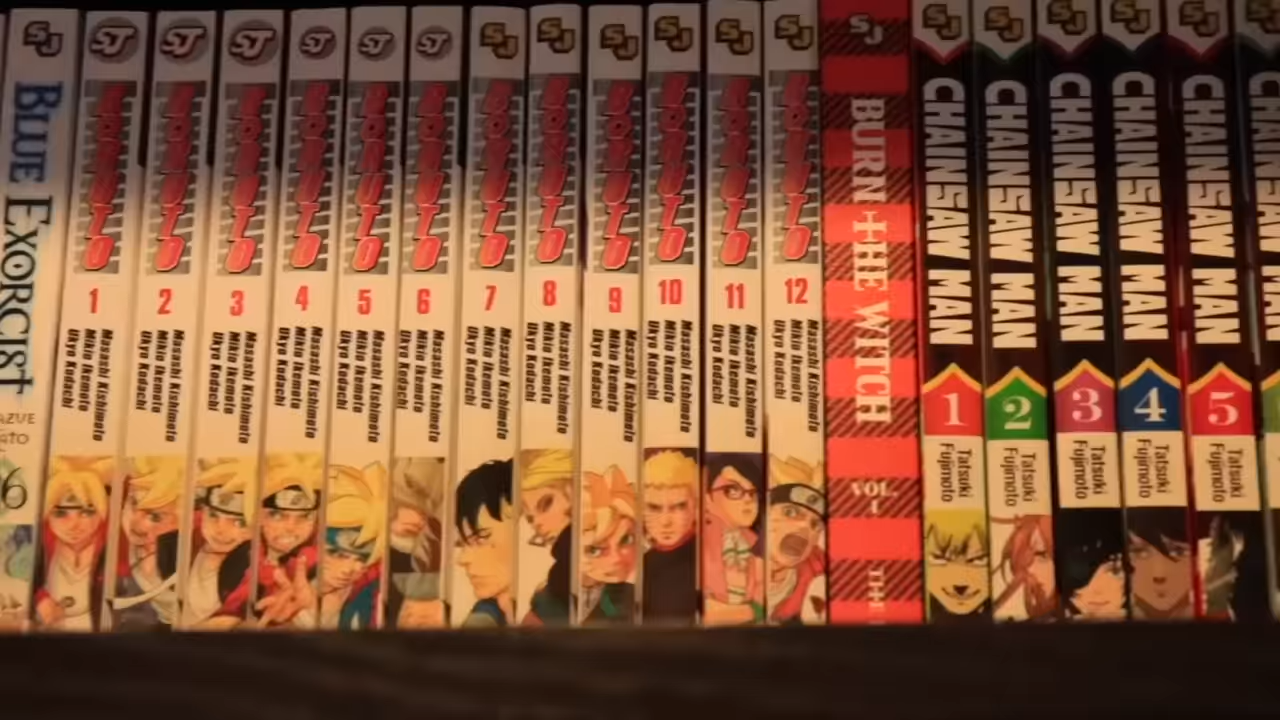 SJ
BLUE EXORCIST
6
SJ
BORUTO
1
Masashi Kishimoto
Mikio Ikemoto
Ukyo Kodachi
SJ
BORUTO
2
Masashi Kishimoto
Mikio Ikemoto
Ukyo Kodachi
SJ
BORUTO
3
Masashi Kishimoto
Mikio Ikemoto
Ukyo Kodachi
SJ
BORUTO
4
Masashi Kishimoto
Mikio Ikemoto
Ukyo Kodachi
SJ
BORUTO
5
Masashi Kishimoto
Mikio Ikemoto
Ukyo Kodachi
SJ
BORUTO
6
Masashi Kishimoto
Mikio Ikemoto
Ukyo Kodachi
SJ
BORUTO
7
Masashi Kishimoto
Mikio Ikemoto
Ukyo Kodachi
SJ
BORUTO
8
Masashi Kishimoto
Mikio Ikemoto
Ukyo Kodachi
SJ
BORUTO
9
Masashi Kishimoto
Mikio Ikemoto
Ukyo Kodachi
SJ
BORUTO
10
Masashi Kishimoto
Mikio Ikemoto
Ukyo Kodachi
SJ
BORUTO
11
Masashi Kishimoto
Mikio Ikemoto
Ukyo Kodachi
SJ
BORUTO
12
Masashi Kishimoto
Mikio Ikemoto
Ukyo Kodachi
SJ
BURN THE WITCH
VOL.
1
SJ
CHAINSAW MAN
1
Tatsuki
Fujimoto
SJ
CHAINSAW MAN
2
Tatsuki
Fujimoto
SJ
CHAINSAW MAN
3
Tatsuki
Fujimoto
SJ
CHAINSAW MAN
4
Tatsuki
Fujimoto
SJ
CHAINSAW MAN
5
Tatsuki
Fujimoto